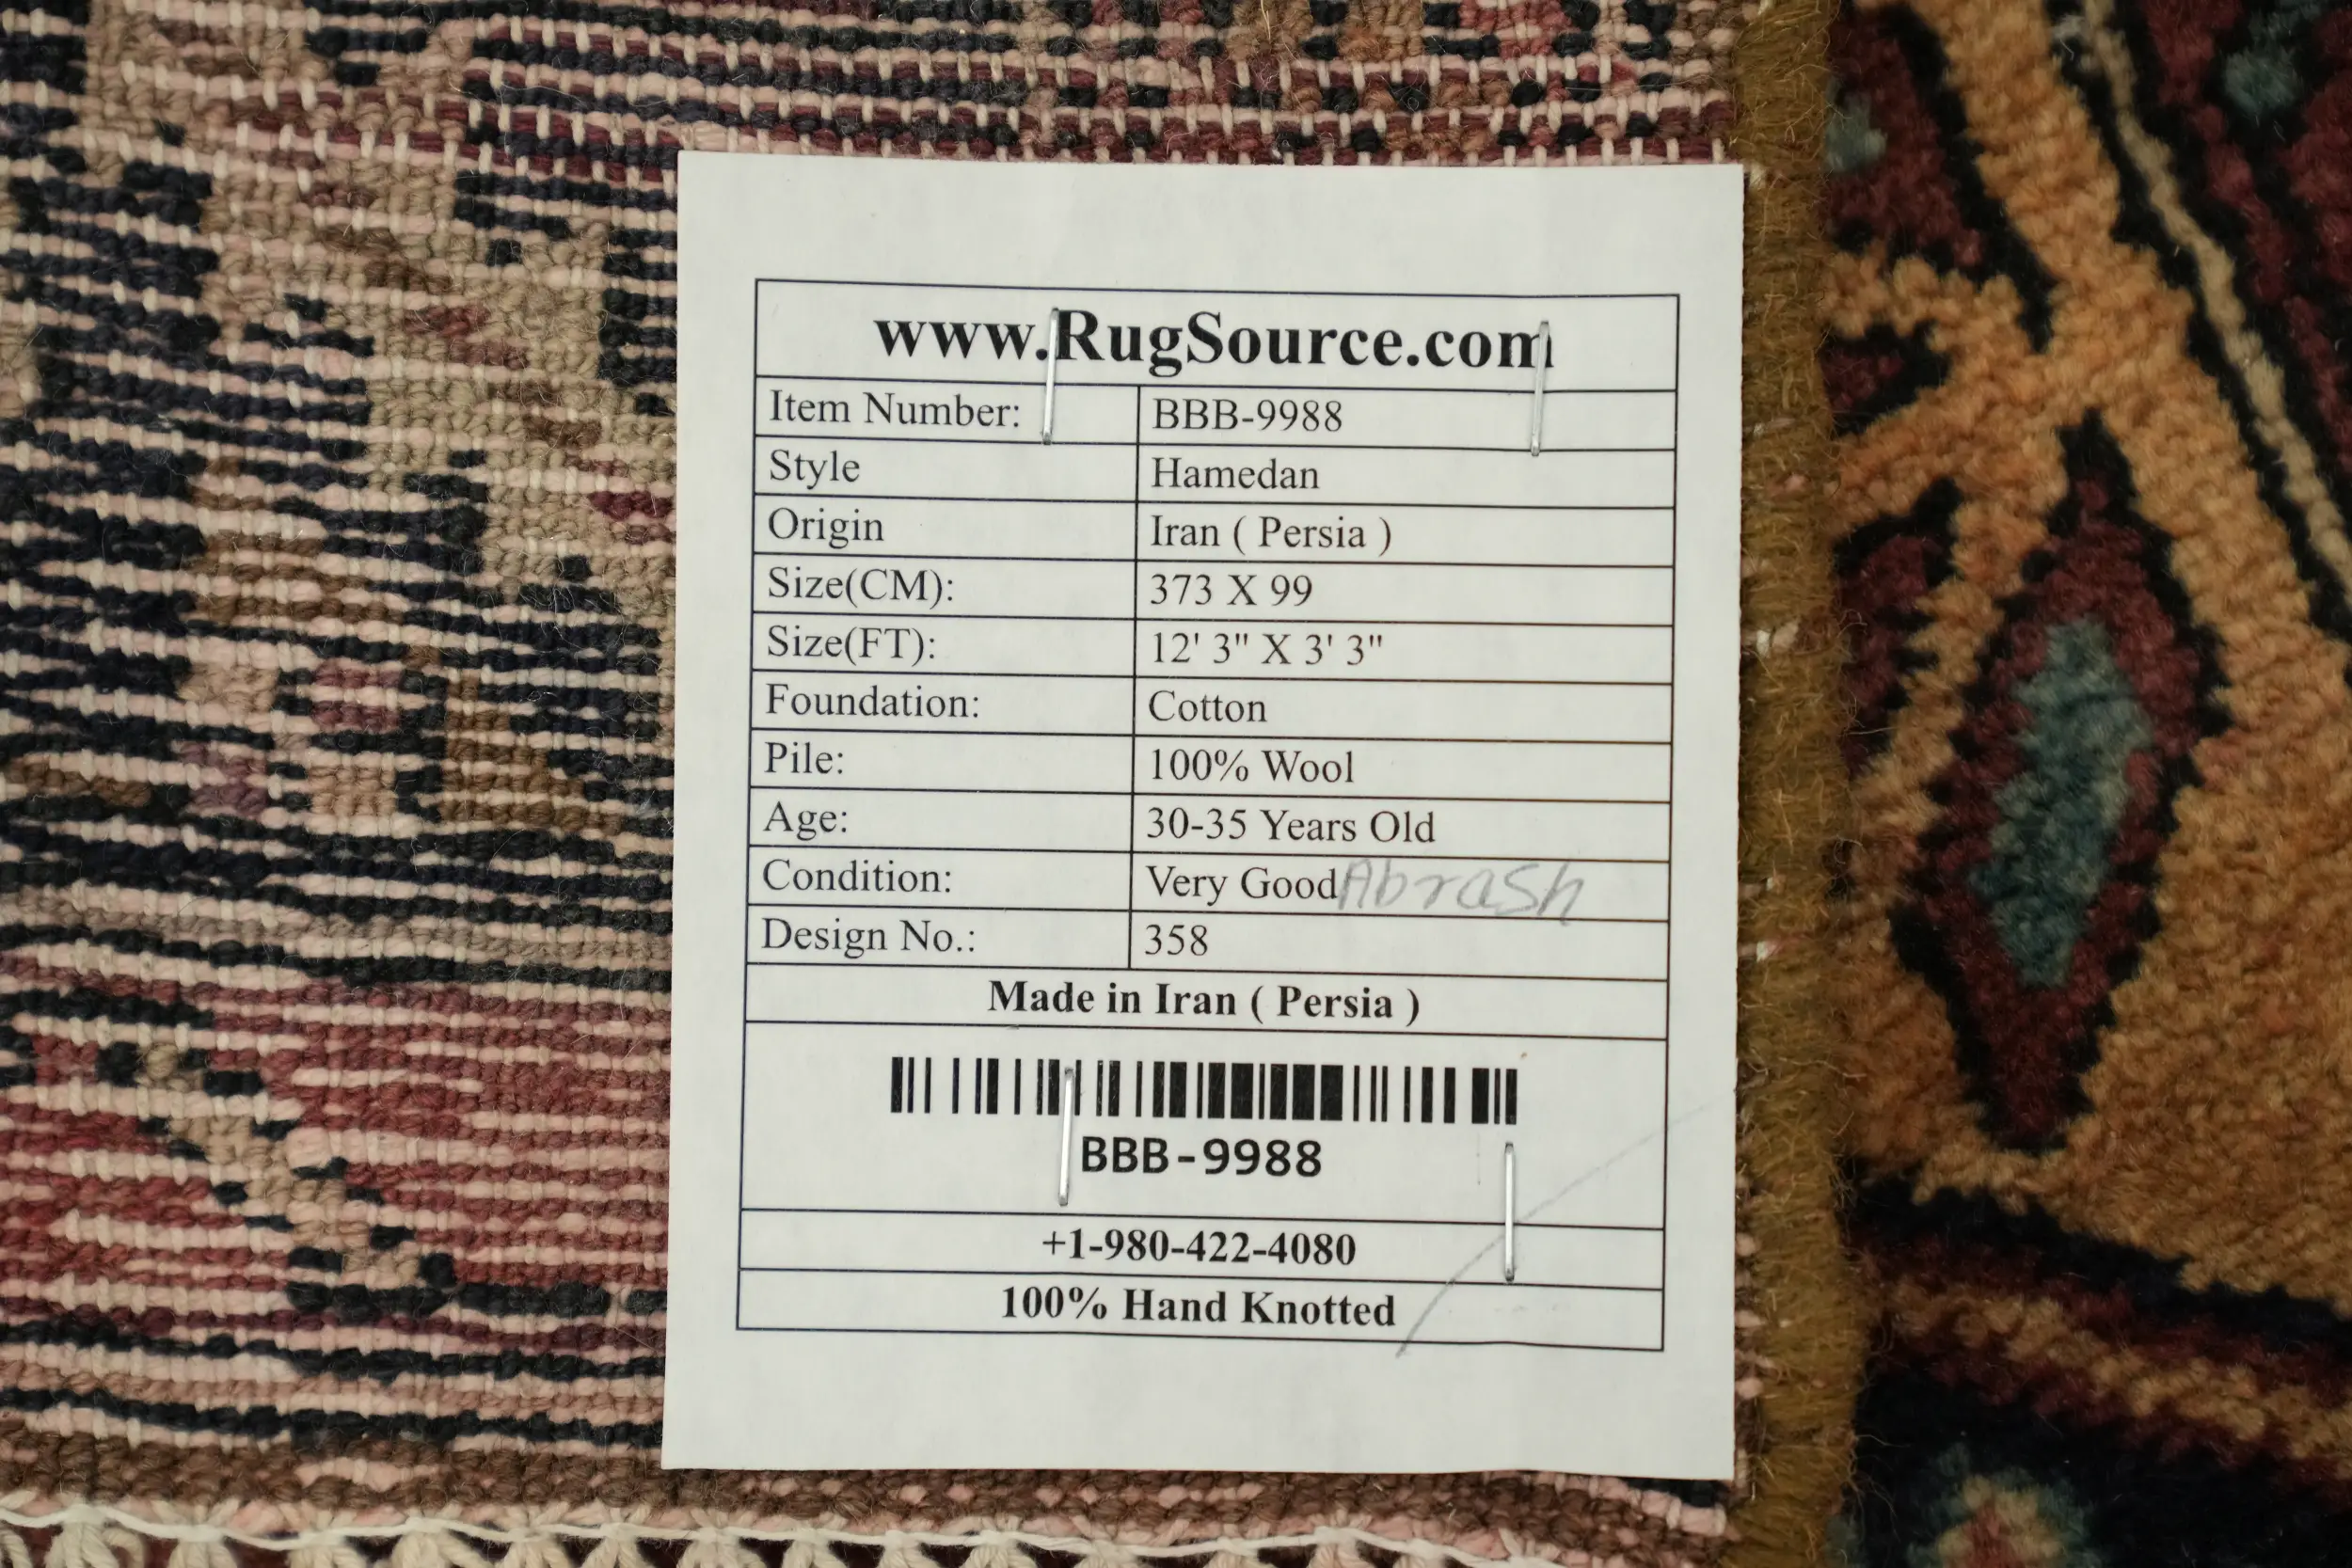 www.RugSource.com
Item Number: BBB-9988
Style Hamedan
Origin Iran ( Persia )
Size(CM): 373 X 99
Size(FT): 12' 3" X 3' 3"
Foundation: Cotton
Pile: 100% Wool
Age: 30-35 Years Old
Condition: Very Good Abrash
Design No.: 358
Made in Iran ( Persia )
BBB-9988
+1-980-422-4080
100% Hand Knotted